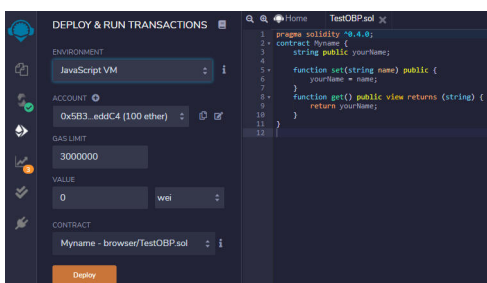 DEPLOY & RUN TRANSACTIONS
ENVIRONMENT
JavaScript VM
i
ACCOUNT
0x5B3...eddC4 (100 ether)
GAS LIMIT
3000000
VALUE
0
wei
CONTRACT
Myname - browser/TestOBP.sol
i
Deploy
Home
TestOBP.sol
1 pragma solidity ^0.4.0;
2 contract Myname {
3 string public yourName;
4
5 function set(string name) public {
6 yourName = name;
7 }
8 function get() public view returns (string) {
9 return yourName;
10 }
11 }
12